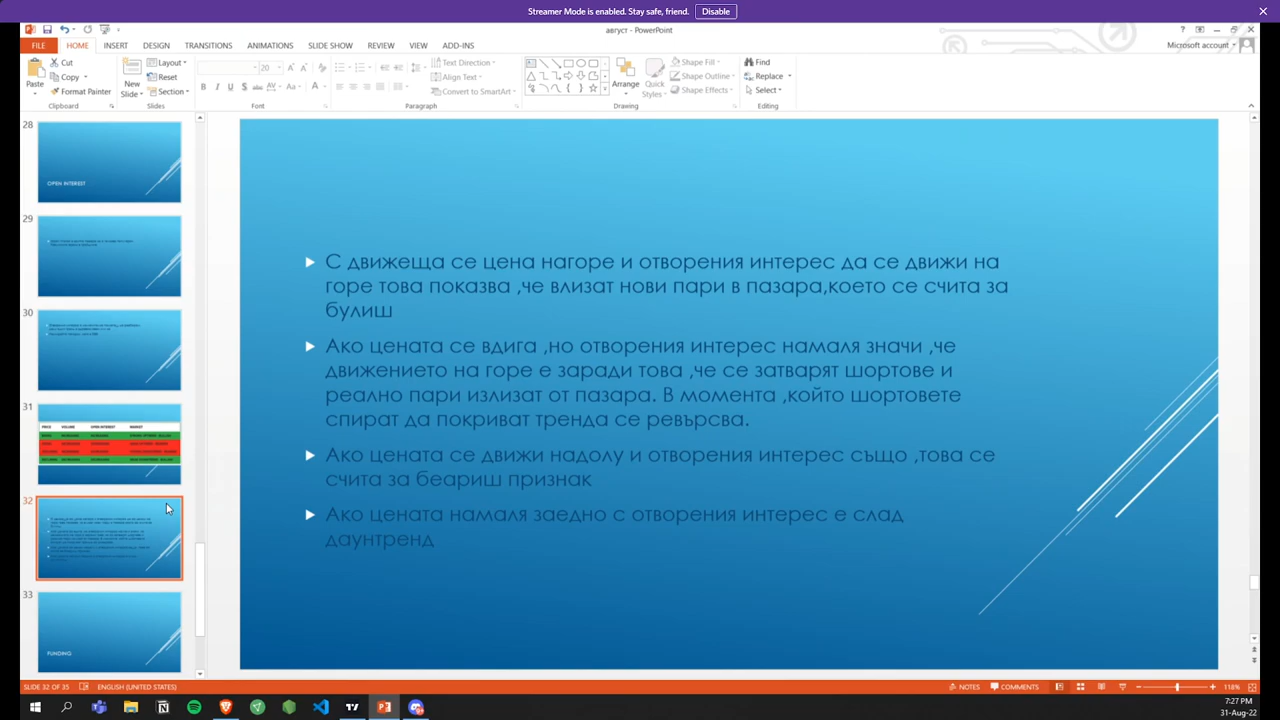 Streamer Mode is enabled. Stay safe, friend. Disable
август - PowerPoint
FILE HOME INSERT DESIGN TRANSITIONS ANIMATIONS SLIDE SHOW REVIEW VIEW ADD-INS
Microsoft account
Cut
Copy
Format Painter
Paste
Clipboard
New
Slide
Layout
Reset
Section
Slides
20
Font
Text Direction
Align Text
Convert to SmartArt
Paragraph
Arrange
Quick
Styles
Shape Fill
Shape Outline
Shape Effects
Drawing
Find
Replace
Select
Editing
28
OPEN INTEREST
29
30
31
PRICE VOLUME OPEN INTEREST MARKET
32
33
FUNDING
С движеща се цена нагоре и отворения интерес да се движи на
горе това показва ,че влизат нови пари в пазара,което се счита за
булиш
Ако цената се вдига ,но отворения интерес намаля значи ,че
движението на горе е заради това ,че се затварят шортове и
реално пари излизат от пазара. В момента ,който шортовете
спират да покриват тренда се ревърсва.
Ако цената се движи надолу и отворения интерес също ,това се
счита за беариш признак
Ако цената намаля заедно с отворения интерес е слад
даунтренд
SLIDE 32 OF 35 ENGLISH (UNITED STATES)
NOTES COMMENTS 118%
7:27 PM
31-Aug-22